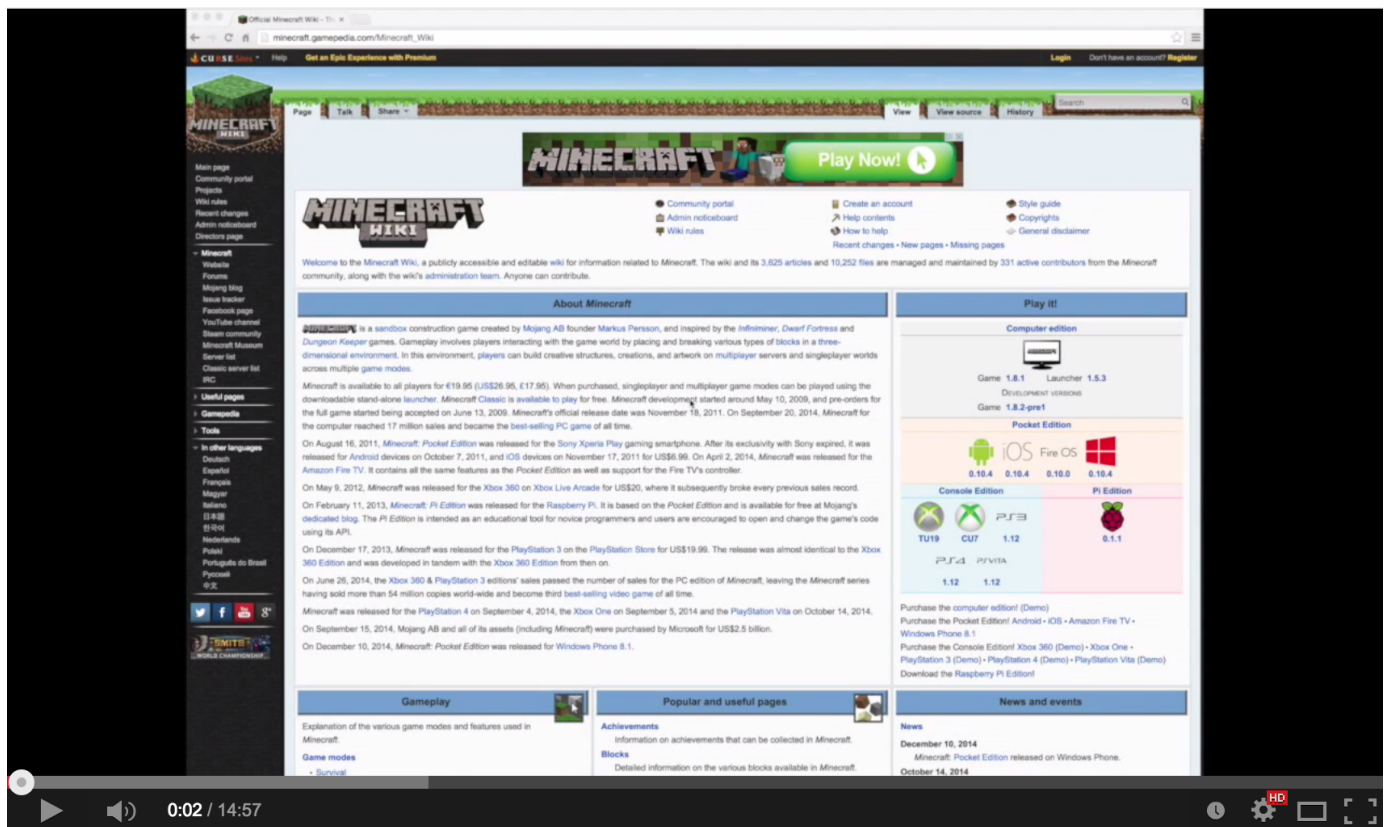 Official Minecraft Wiki - Th
minecraft.gamepedia.com/Minecraft_Wiki
CURSE Sites Help Get an Epic Experience with Premium Login Don't have an account? Register
MINECRAFT
WIKI
Page Talk Share View View source History Search
MINECRAFT Play Now!
Main page
Community portal
Projects
Wiki rules
Recent changes
Admin noticeboard
Directors page
Minecraft
Website
Forums
Mojang blog
Issue tracker
Facebook page
YouTube channel
Steam community
Minecraft Museum
Server list
Classic server list
IRC
Useful pages
Gamepedia
Tools
In other languages
Deutsch
Español
Français
Magyar
Italiano
日本語
한국어
Nederlands
Polski
Português do Brasil
Русский
中文
You
Tube
SMITE
WORLD CHAMPIONSHIP
MINECRAFT
WIKI
Community portal Create an account Style guide
Admin noticeboard Help contents Copyrights
Wiki rules How to help General disclaimer
Recent changes • New pages • Missing pages
Welcome to the Minecraft Wiki, a publicly accessible and editable wiki for information related to Minecraft. The wiki and its 3,625 articles and 10,252 files are managed and maintained by 331 active contributors from the Minecraft
community, along with the wiki's administration team. Anyone can contribute.
About Minecraft
MINECRAFT is a sandbox construction game created by Mojang AB founder Markus Persson, and inspired by the Infiniminer, Dwarf Fortress and
Dungeon Keeper games. Gameplay involves players interacting with the game world by placing and breaking various types of blocks in a three-
dimensional environment. In this environment, players can build creative structures, creations, and artwork on multiplayer servers and singleplayer worlds
across multiple game modes.
Minecraft is available to all players for €19.95 (US$26.95, £17.95). When purchased, singleplayer and multiplayer game modes can be played using the
downloadable stand-alone launcher. Minecraft Classic is available to play for free. Minecraft development started around May 10, 2009, and pre-orders for
the full game started being accepted on June 13, 2009. Minecraft's official release date was November 18, 2011. On September 20, 2014, Minecraft for
the computer reached 17 million sales and became the best-selling PC game of all time.
On August 16, 2011, Minecraft: Pocket Edition was released for the Sony Xperia Play gaming smartphone. After its exclusivity with Sony expired, it was
released for Android devices on October 7, 2011, and iOS devices on November 17, 2011 for US$6.99. On April 2, 2014, Minecraft was released for the
Amazon Fire TV. It contains all the same features as the Pocket Edition as well as support for the Fire TV's controller.
On May 9, 2012, Minecraft was released for the Xbox 360 on Xbox Live Arcade for US$20, where it subsequently broke every previous sales record.
On February 11, 2013, Minecraft: Pi Edition was released for the Raspberry Pi. It is based on the Pocket Edition and is available for free at Mojang's
dedicated blog. The Pi Edition is intended as an educational tool for novice programmers and users are encouraged to open and change the game's code
using its API.
On December 17, 2013, Minecraft was released for the PlayStation 3 on the PlayStation Store for US$19.99. The release was almost identical to the Xbox
360 Edition and was developed in tandem with the Xbox 360 Edition from then on.
On June 26, 2014, the Xbox 360 & PlayStation 3 editions' sales passed the number of sales for the PC edition of Minecraft, leaving the Minecraft series
having sold more than 54 million copies world-wide and become third best-selling video game of all time.
Minecraft was released for the PlayStation 4 on September 4, 2014, the Xbox One on September 5, 2014 and the PlayStation Vita on October 14, 2014.
On September 15, 2014, Mojang AB and all of its assets (including Minecraft) were purchased by Microsoft for US$2.5 billion.
On December 10, 2014, Minecraft: Pocket Edition was released for Windows Phone 8.1.
Play it!
Computer edition
Game 1.8.1 Launcher 1.5.3
Development versions
Game 1.8.2-pre1
Pocket Edition
iOS Fire OS
0.10.4 0.10.4 0.10.0 0.10.4
Console Edition Pi Edition
PS3
TU19 CU7 1.12 0.1.1
PS4 PSVITA
1.12 1.12
Purchase the computer edition! (Demo)
Purchase the Pocket Edition! Android • iOS • Amazon Fire TV •
Windows Phone 8.1
Purchase the Console Edition! Xbox 360 (Demo) • Xbox One •
PlayStation 3 (Demo) • PlayStation 4 (Demo) • PlayStation Vita (Demo)
Download the Raspberry Pi Edition!
Gameplay
Explanation of the various game modes and features used in
Minecraft.
Game modes
• Survival
Popular and useful pages
Achievements
Information on achievements that can be collected in Minecraft.
Blocks
Detailed information on the various blocks available in Minecraft.
News and events
News
December 10, 2014
Minecraft: Pocket Edition released on Windows Phone.
October 14, 2014
0:02 / 14:57
HD